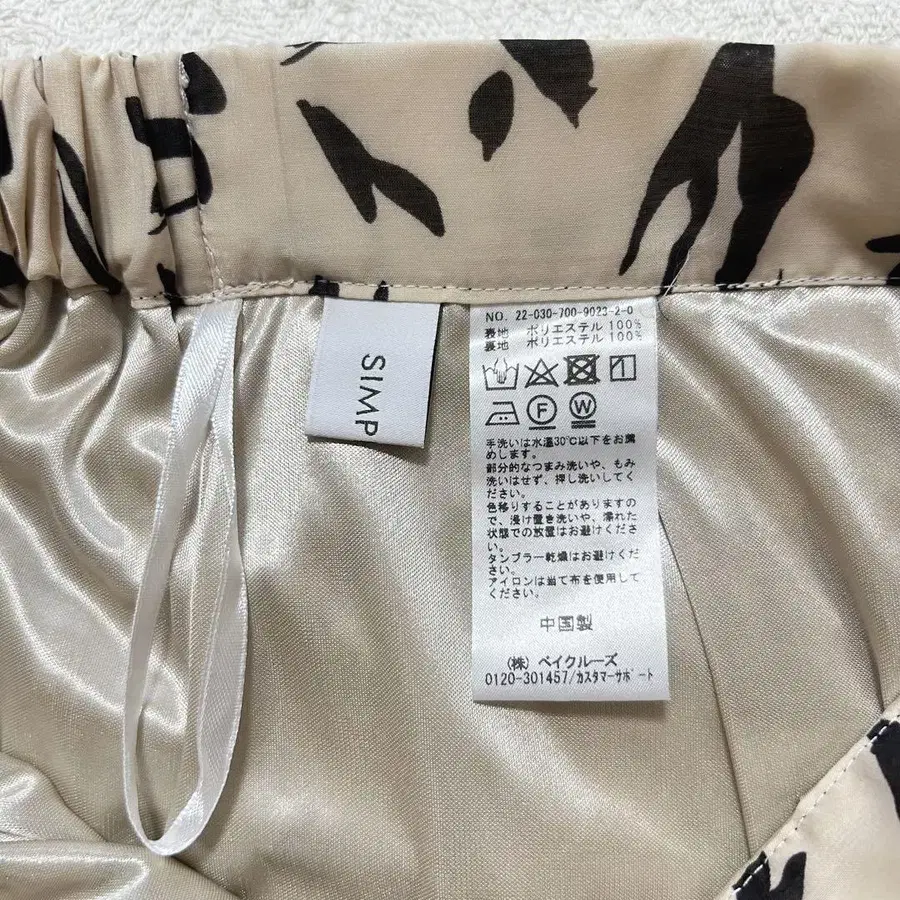 SIMP
NO. 22-030-700-9023-2-0
表地 ポリエステル 100%
裏地 ポリエステル 100%
F W
手洗いは水温30℃以下をお薦
めします。
部分的なつまみ洗いや、もみ
洗いはせず、押し洗いしてく
ださい。
色移りすることがありますの
で、浸け置き洗いや、濡れた
状態での放置はお避けくださ
い。
タンブラー乾燥はお避けくだ
さい。
アイロンは当て布を使用して
ください。
中国製
(株) ベイクルーズ
0120-301457/カスタマーサポート